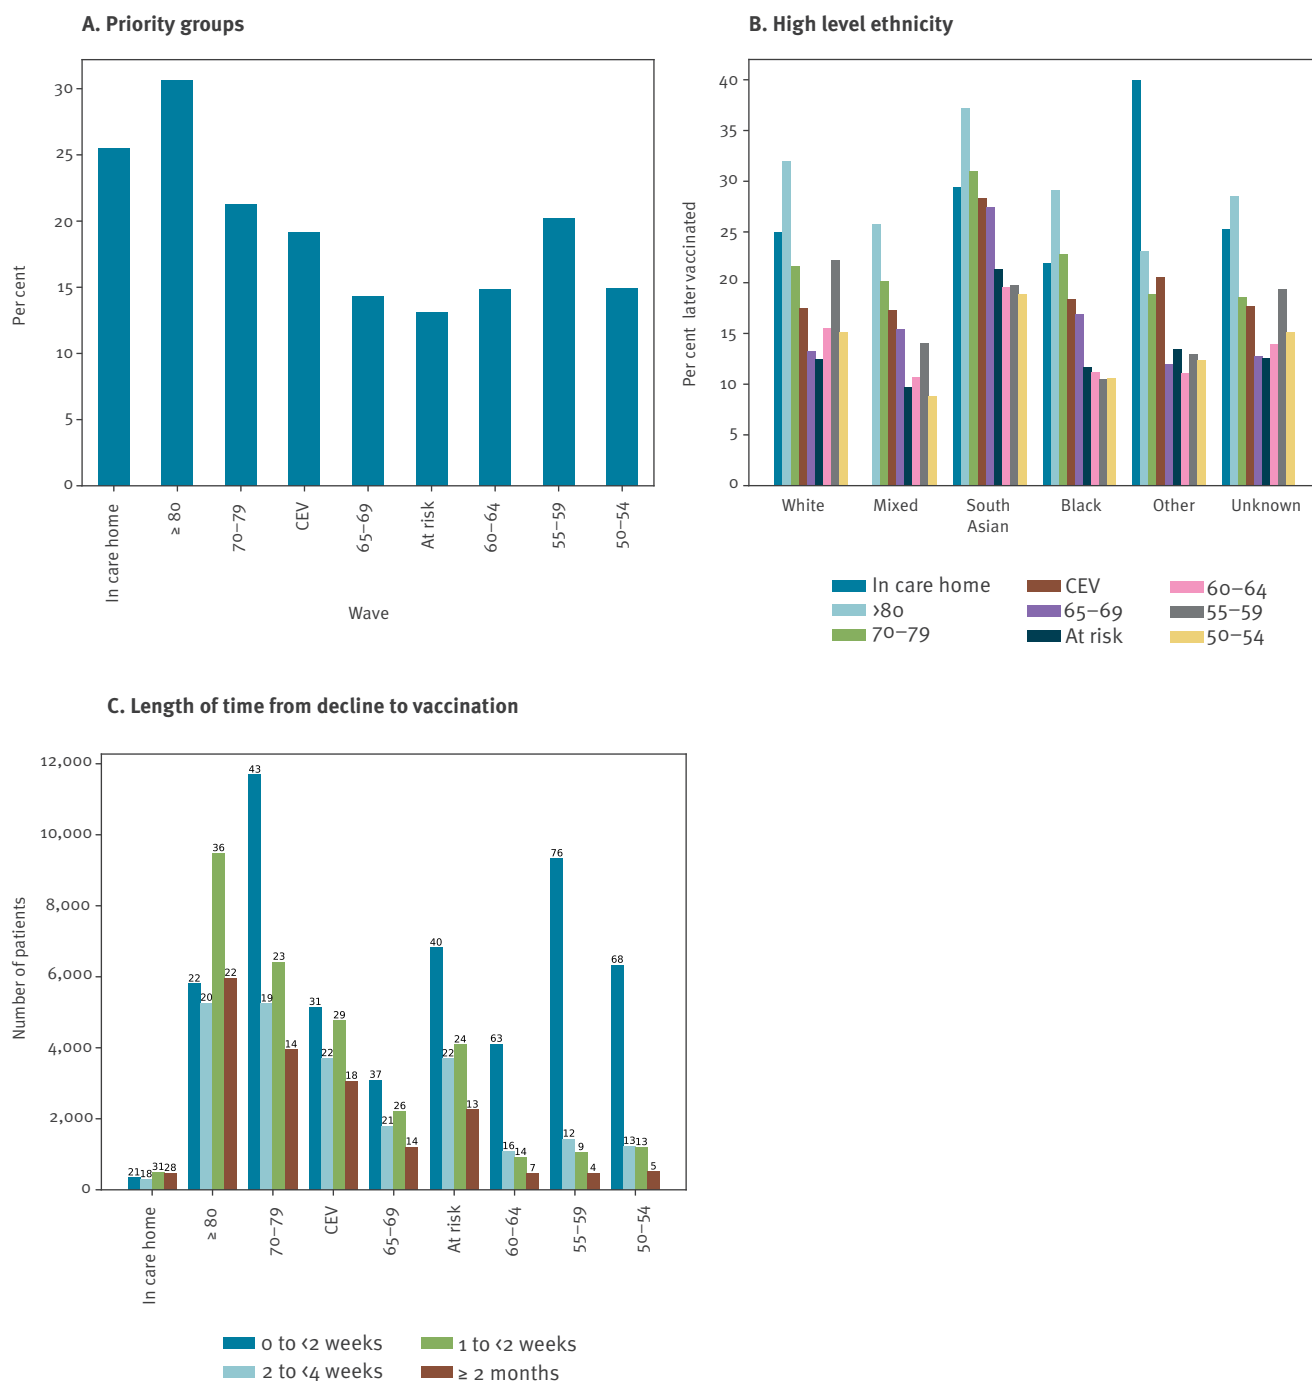 A. Priority groups
Per cent
30
25
20
15
10
5
0
In care home
≥ 80
70–79
CEV
65–69
At risk
60–64
55–59
50–54
Wave
B. High level ethnicity
Per cent later vaccinated
40
35
30
25
20
15
10
5
0
White
Mixed
South
Asian
Black
Other
Unknown
In care home
>80
70–79
CEV
65–69
At risk
60–64
55–59
50–54
C. Length of time from decline to vaccination
Number of patients
12,000
10,000
8,000
6,000
4,000
2,000
0
21 18 31 28
22 20 36 22
43 19 23 14
31 22 29 18
37 21 26 14
40 22 24 13
63 16 14 7
76 12 9 4
68 13 13 5
In care home
≥ 80
70–79
CEV
65–69
At risk
60–64
55–59
50–54
0 to <2 weeks
2 to <4 weeks
1 to <2 weeks
≥ 2 months